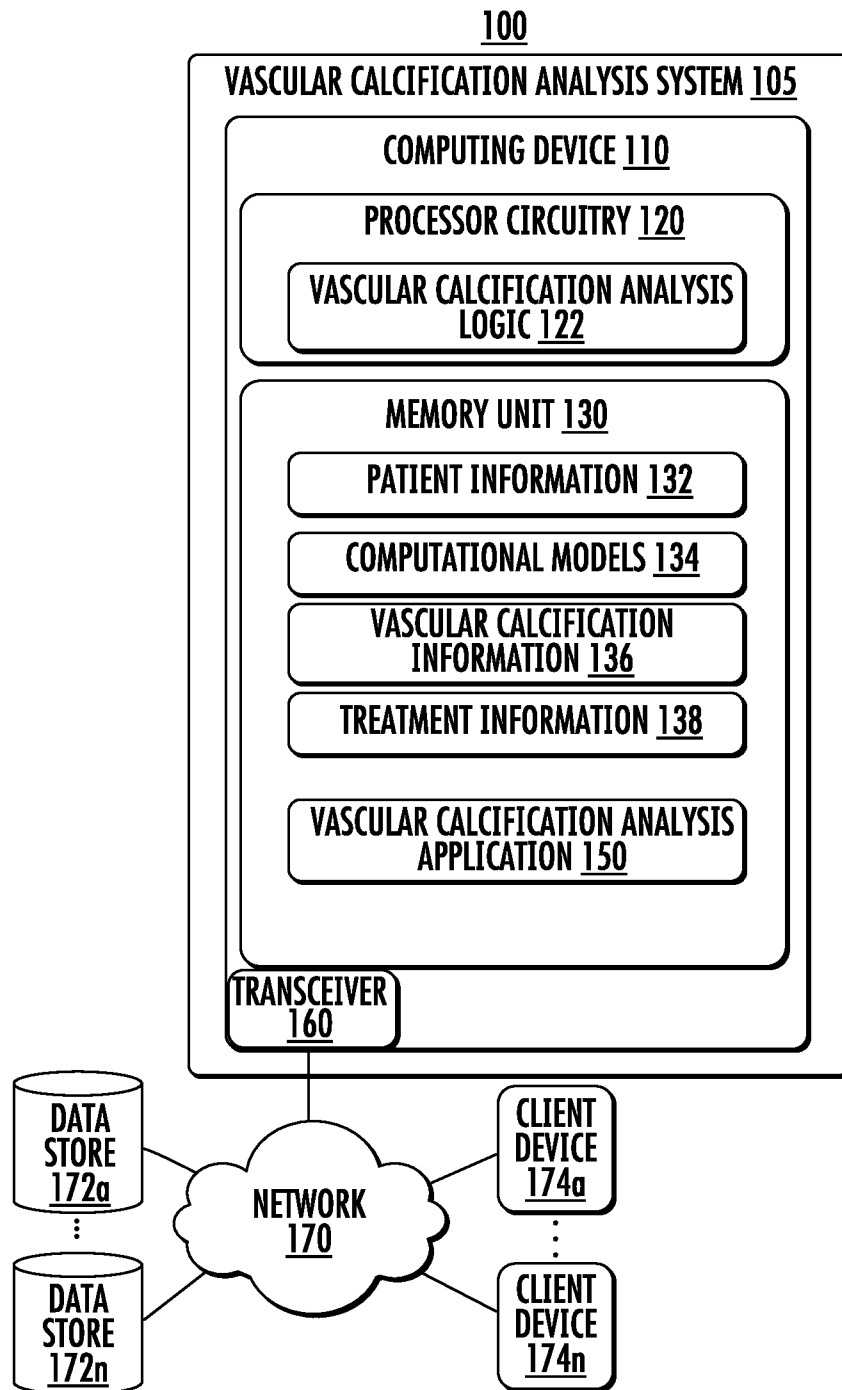 100
VASCULAR CALCIFICATION ANALYSIS SYSTEM 105
COMPUTING DEVICE 110
PROCESSOR CIRCUITRY 120
VASCULAR CALCIFICATION ANALYSIS
LOGIC 122
MEMORY UNIT 130
PATIENT INFORMATION 132
COMPUTATIONAL MODELS 134
VASCULAR CALCIFICATION
INFORMATION 136
TREATMENT INFORMATION 138
VASCULAR CALCIFICATION ANALYSIS
APPLICATION 150
TRANSCEIVER
160
DATA
STORE
172a
DATA
STORE
172n
NETWORK
170
CLIENT
DEVICE
174a
CLIENT
DEVICE
174n